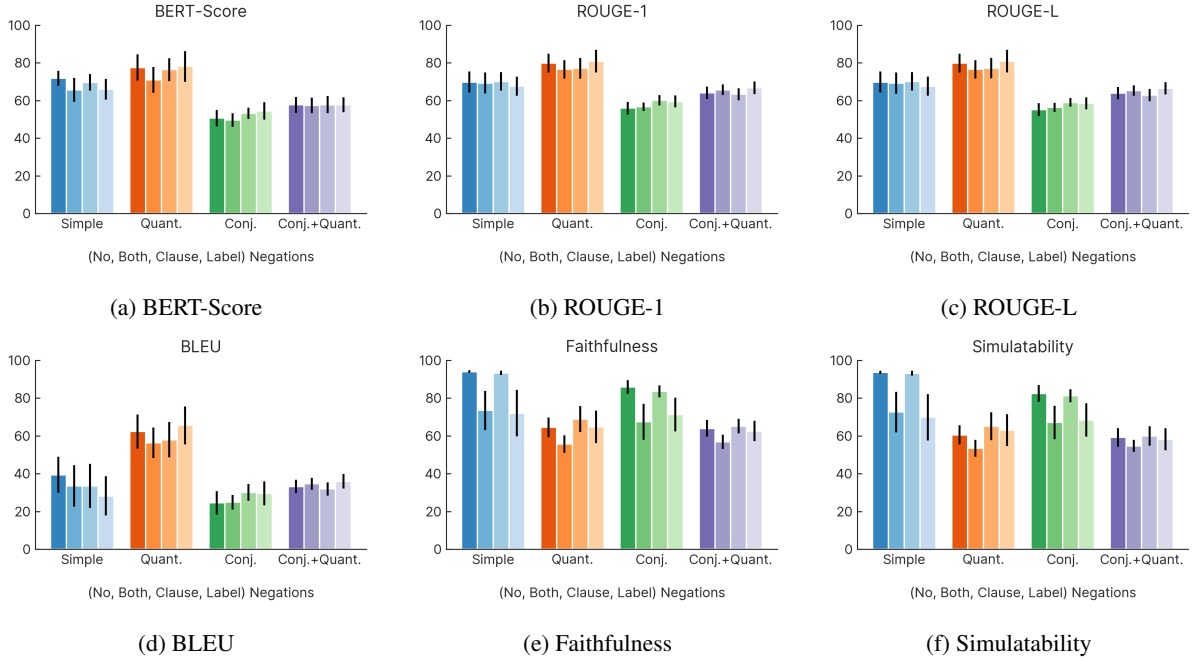 BERT-Score
100
80
60
40
20
0
Simple Quant. Conj. Conj.+Quant.
(No, Both, Clause, Label) Negations
(a) BERT-Score
ROUGE-1
100
80
60
40
20
0
Simple Quant. Conj. Conj.+Quant.
(No, Both, Clause, Label) Negations
(b) ROUGE-1
ROUGE-L
100
80
60
40
20
0
Simple Quant. Conj. Conj.+Quant.
(No, Both, Clause, Label) Negations
(c) ROUGE-L
BLEU
100
80
60
40
20
0
Simple Quant. Conj. Conj.+Quant.
(No, Both, Clause, Label) Negations
(d) BLEU
Faithfulness
100
80
60
40
20
0
Simple Quant. Conj. Conj.+Quant.
(No, Both, Clause, Label) Negations
(e) Faithfulness
Simulatability
100
80
60
40
20
0
Simple Quant. Conj. Conj.+Quant.
(No, Both, Clause, Label) Negations
(f) Simulatability